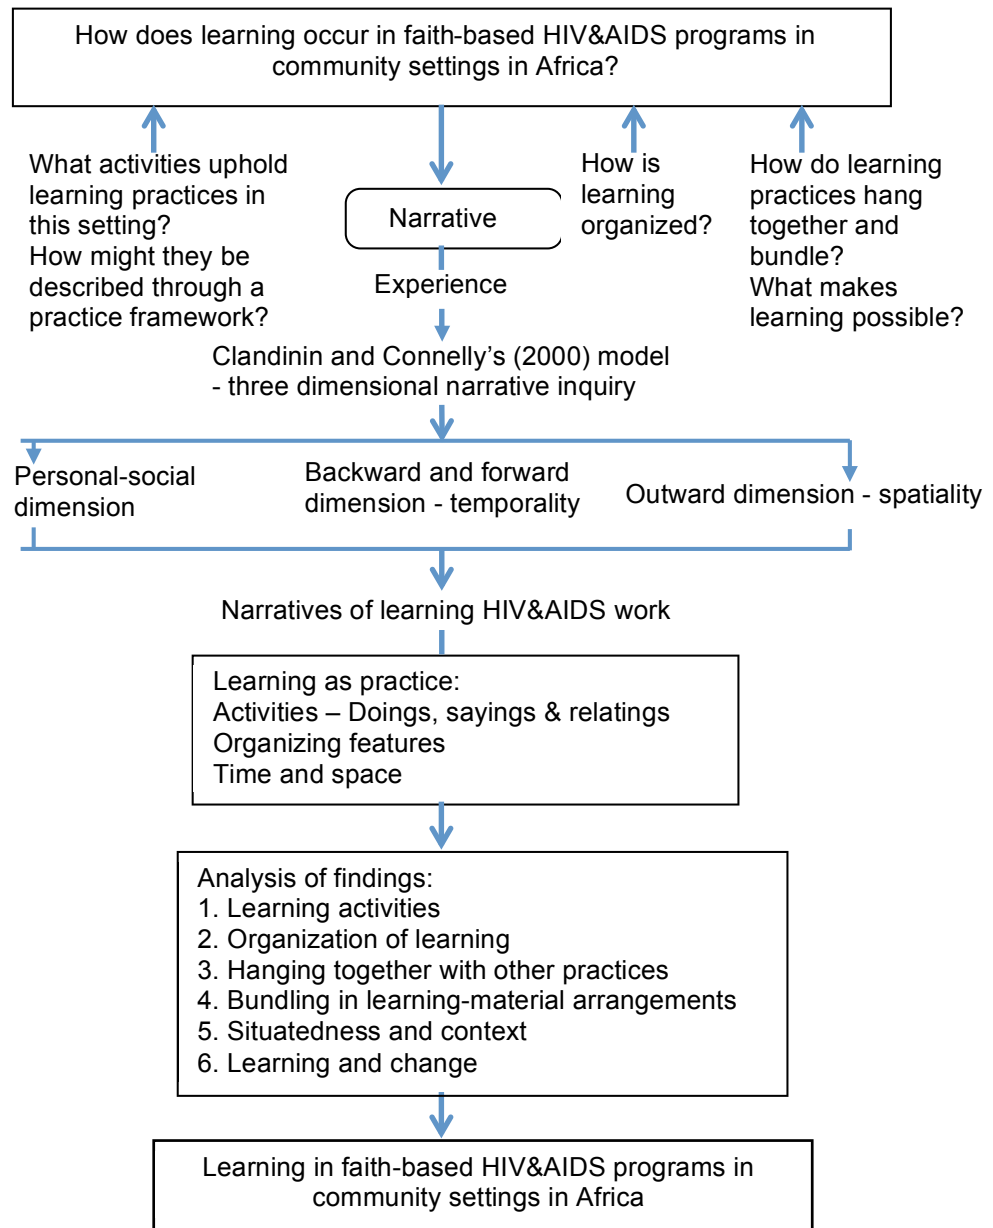 How does learning occur in faith-based HIV&AIDS programs in
community settings in Africa?
What activities uphold
learning practices in
this setting?
How might they be
described through a
practice framework?
Narrative
How is
learning
organized?
How do learning
practices hang
together and
bundle?
What makes
learning possible?
Experience
Clandinin and Connelly’s (2000) model
- three dimensional narrative inquiry
Personal-social
dimension
Backward and forward
dimension - temporality
Outward dimension - spatiality
Narratives of learning HIV&AIDS work
Learning as practice:
Activities – Doings, sayings & relatings
Organizing features
Time and space
Analysis of findings:
1. Learning activities
2. Organization of learning
3. Hanging together with other practices
4. Bundling in learning-material arrangements
5. Situatedness and context
6. Learning and change
Learning in faith-based HIV&AIDS programs in
community settings in Africa